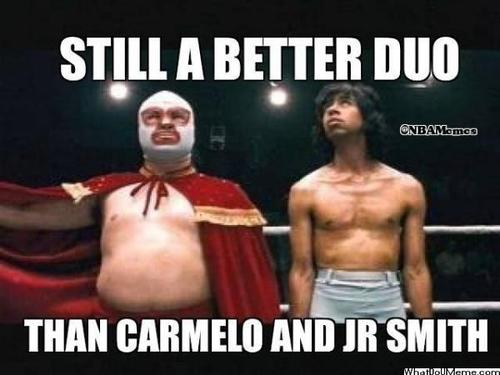 STILL A BETTER DUO
©NBAMemes
THAN CARMELO AND JR SMITH
WhatDoUMeme.com